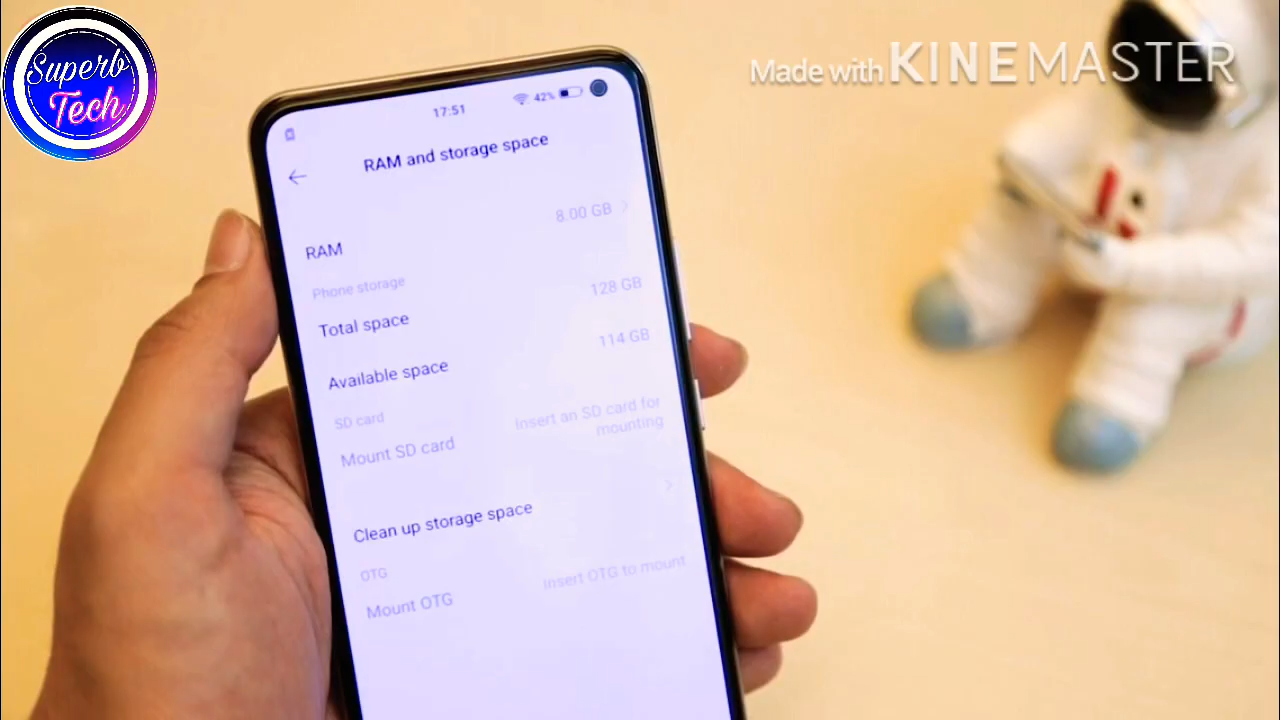 Superb
Tech
Made with KINEMASTER
17:51
42%
RAM and storage space
8.00 GB
RAM
Phone storage
128 GB
Total space
114 GB
Available space
SD card
Insert an SD card for
mounting
Mount SD card
Clean up storage space
OTG
Insert OTG to mount
Mount OTG